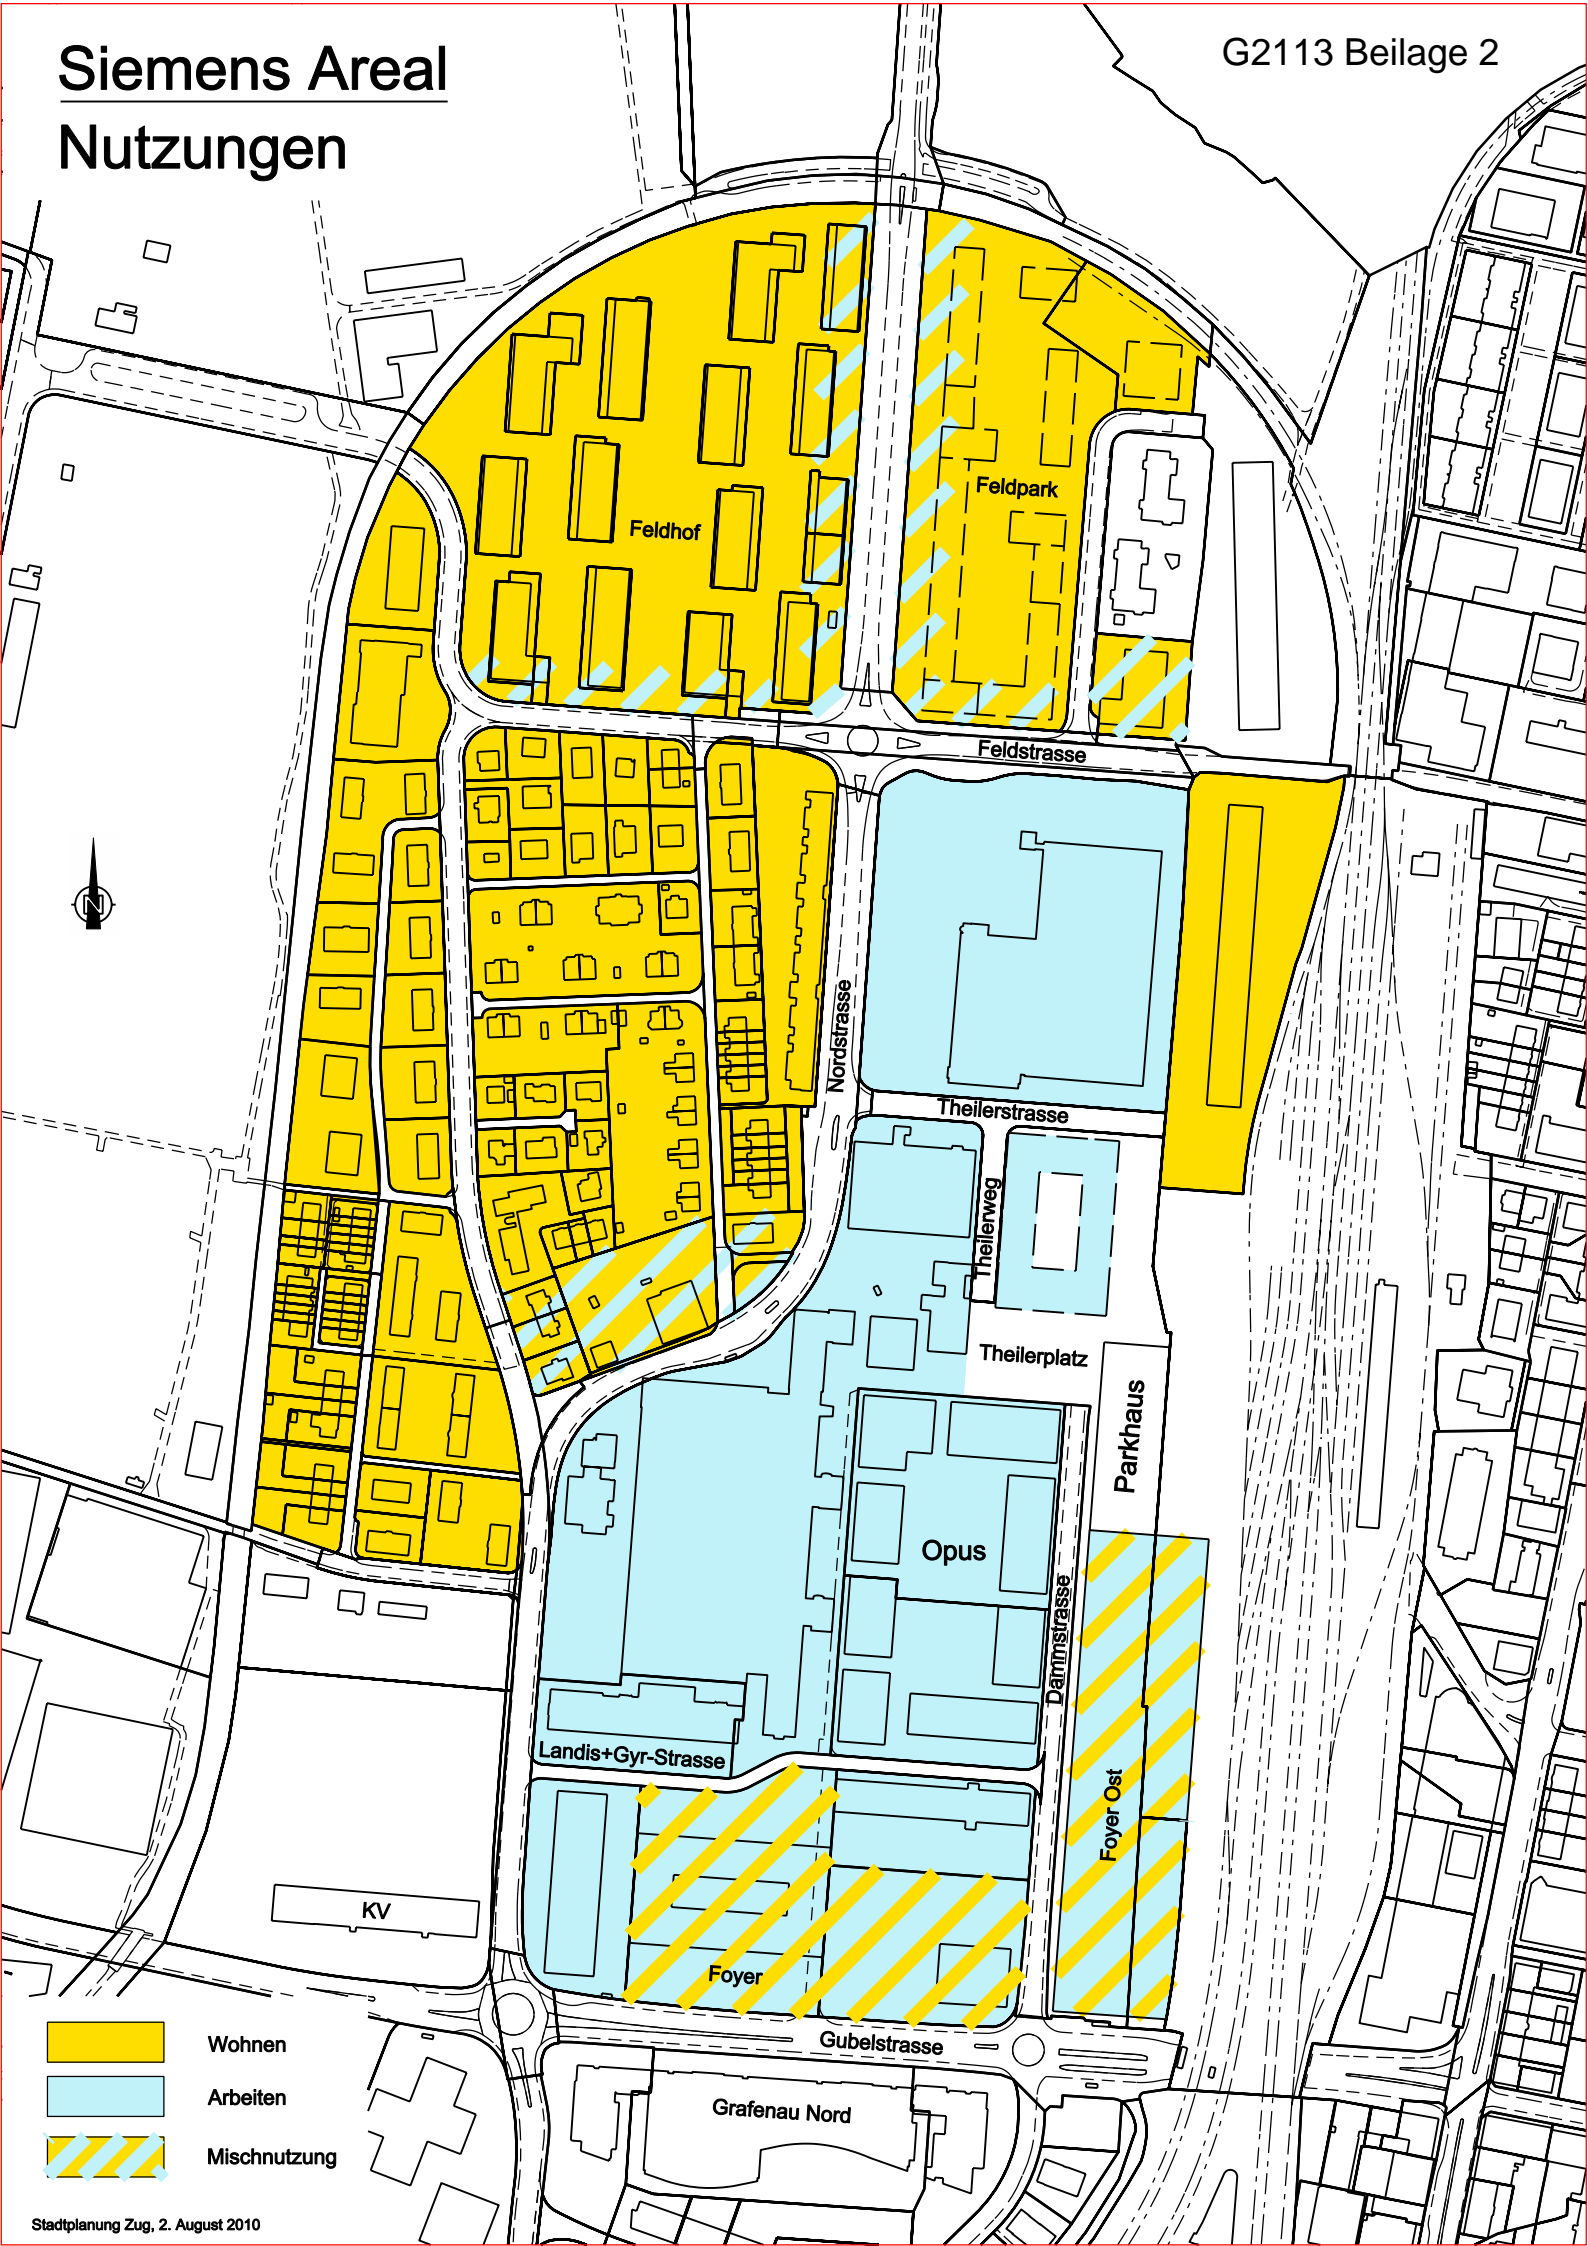 Siemens Areal
G2113 Beilage 2
Nutzungen
Feldpark
Feldhof
Feldstrasse
N
Nordstrasse
Theilerstrasse
Theilerweg
Theilerplatz
Parkhaus
Opus
Dammstrasse
Landis+Gyr-Strasse
Foyer Ost
KV
Foyer
Gubelstrasse
Grafenau Nord
Wohnen
Arbeiten
Mischnutzung
Stadtplanung Zug, 2. August 2010